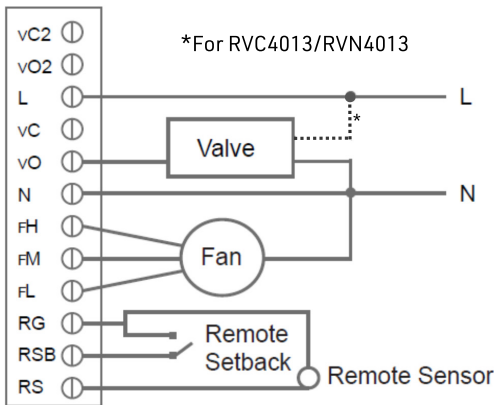 *For RVC4013/RVN4013
VC2
VO2
L
L
VC
*
Valve
VO
N
N
FH
FM
Fan
FL
RG
Remote
Setback
RSB
RS
Remote Sensor